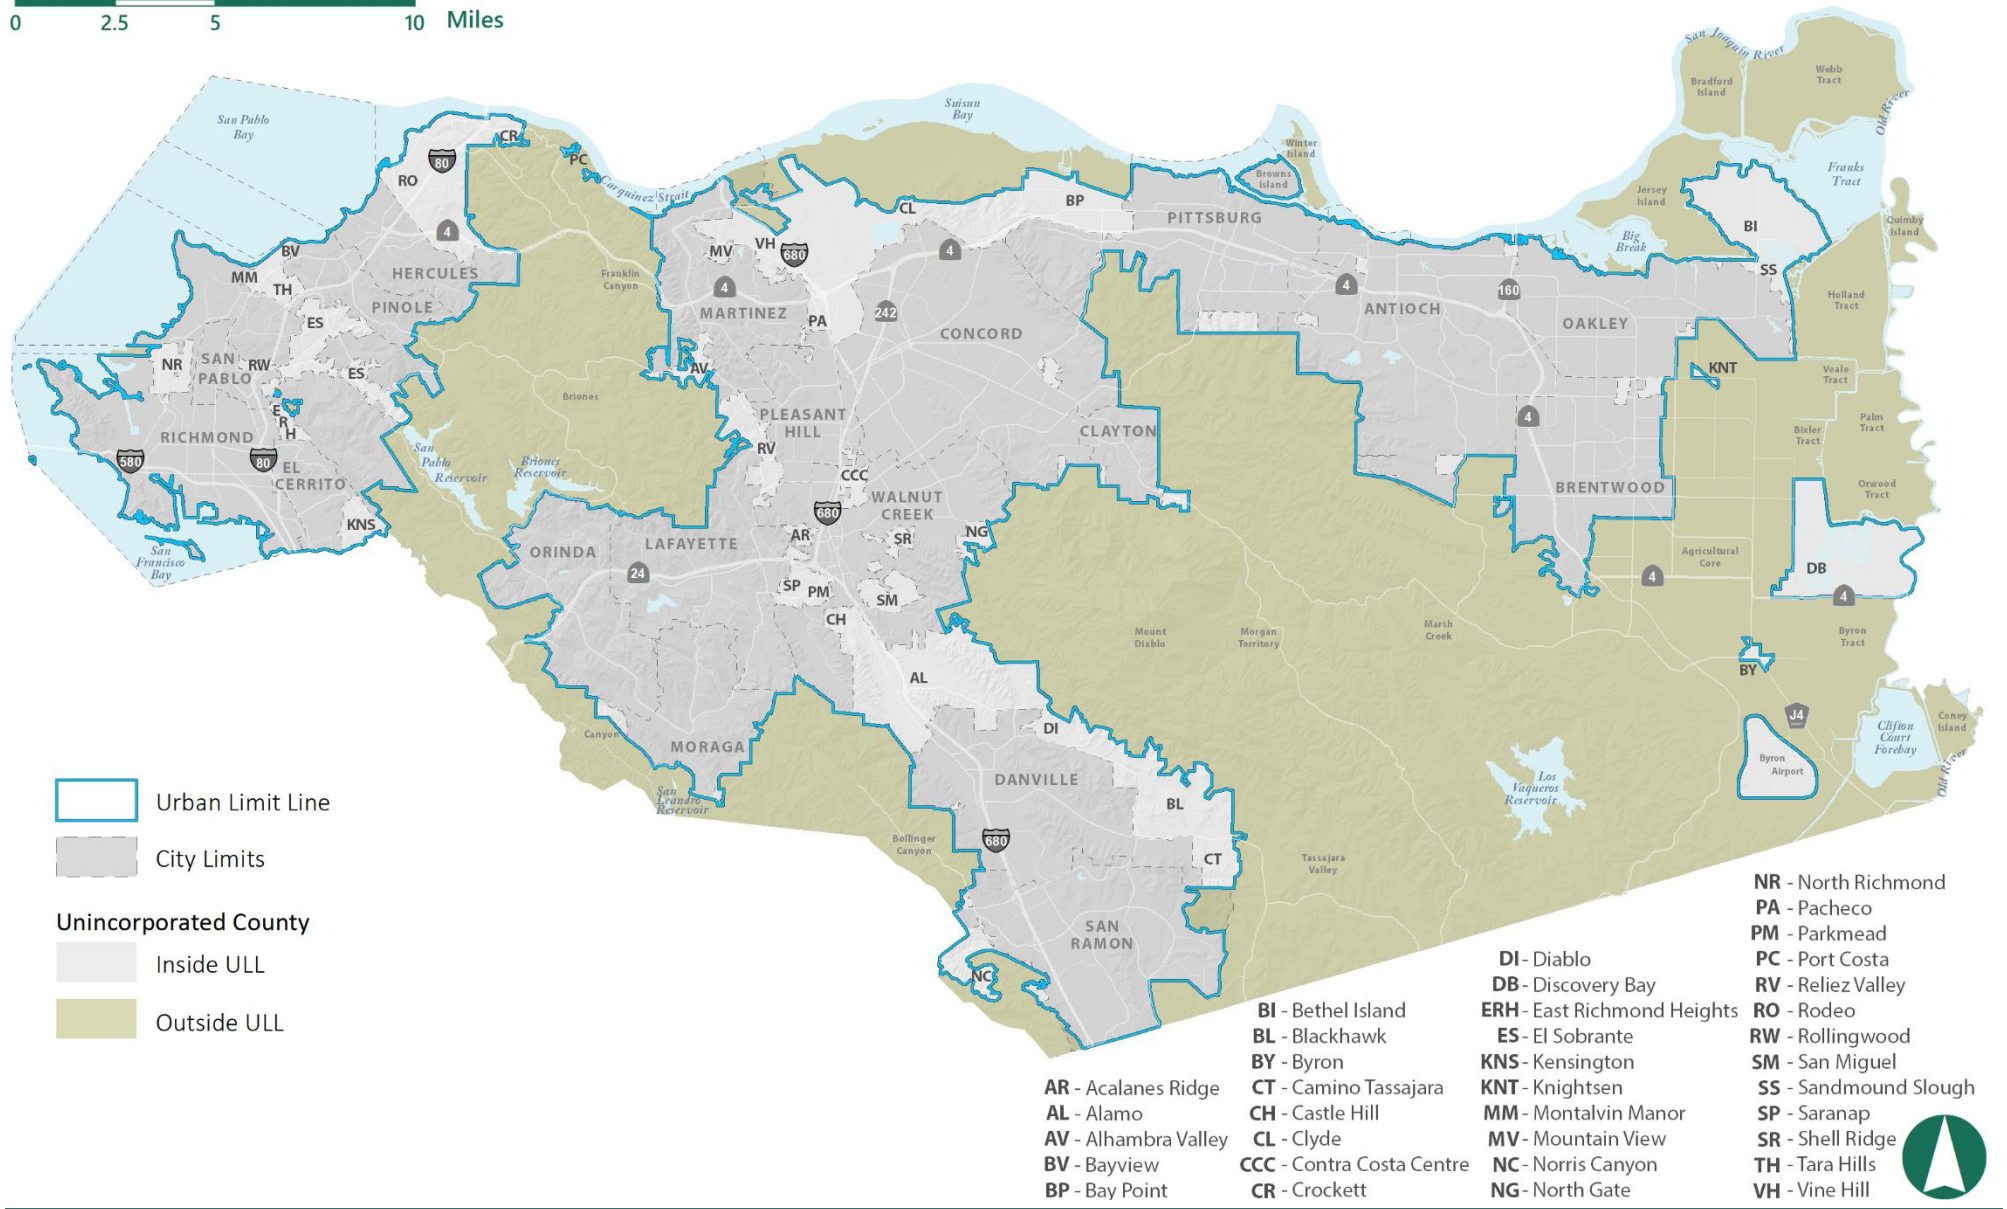 0 2.5 5 10 Miles
San Joaquin River
Bradford
Island
Webb
Tract
Old River
San Pablo
Bay
Suisun
Bay
CR
80
PC
RO
Carquinez Strait
Winter
Island
Browns
Island
Franks
Tract
Jersey
Island
Quimby
Island
CL
BP
PITTSBURG
BI
Big
Break
4
BV
MV
VH
680
4
HERCULES
MM
TH
Franklin
Canyon
4
4
160
SS
Holland
Tract
PINOLE
ES
MARTINEZ
PA
242
CONCORD
ANTIOCH
OAKLEY
NR
SAN
PABLO
RW
ES
AV
KNT
Veale
Tract
Briones
E
R
H
PLEASANT
HILL
CLAYTON
4
Palm
Tract
Bixler
Tract
RICHMOND
580
80
EL
CERRITO
San
Pablo
Reservoir
Briones
Reservoir
RV
CCC
WALNUT
CREEK
680
BRENTWOOD
Orwood
Tract
KNS
San
Francisco
Bay
ORINDA
LAFAYETTE
AR
SR
NG
24
Agricultural
Core
DB
4
4
SP
PM
SM
CH
Mount
Diablo
Morgan
Territory
Marsh
Creek
Byron
Tract
AL
BY
Canyon
MORAGA
DI
J4
Clifton
Court
Forebay
Coney
Island
Old River
Byron
Airport
DANVILLE
San
Leandro
Reservoir
BL
Los
Vaqueros
Reservoir
Bollinger
Canyon
680
CT
Tassajara
Valley
SAN
RAMON
NC
Urban Limit Line
City Limits
Unincorporated County
Inside ULL
Outside ULL
AR - Acalanes Ridge
AL - Alamo
AV - Alhambra Valley
BV - Bayview
BP - Bay Point
BI - Bethel Island
BL - Blackhawk
BY - Byron
CT - Camino Tassajara
CH - Castle Hill
CL - Clyde
CCC - Contra Costa Centre
CR - Crockett
DI - Diablo
DB - Discovery Bay
ERH - East Richmond Heights
ES - El Sobrante
KNS - Kensington
KNT - Knightsen
MM - Montalvin Manor
MV - Mountain View
NC - Norris Canyon
NG - North Gate
NR - North Richmond
PA - Pacheco
PM - Parkmead
PC - Port Costa
RV - Reliez Valley
RO - Rodeo
RW - Rollingwood
SM - San Miguel
SS - Sandmound Slough
SP - Saranap
SR - Shell Ridge
TH - Tara Hills
VH - Vine Hill